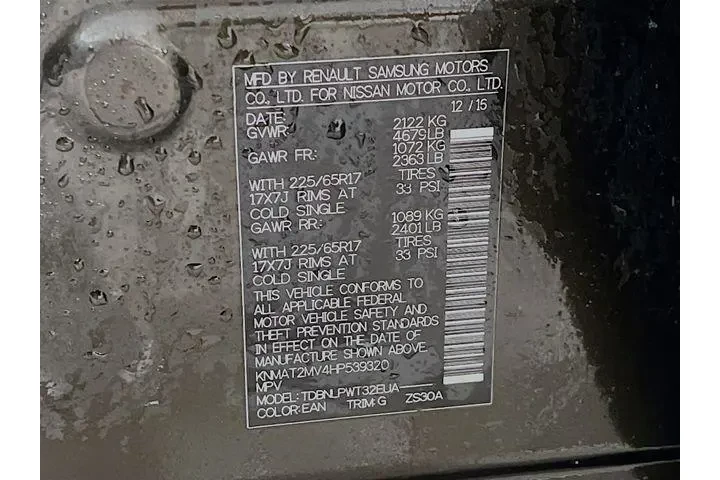 MFD BY RENAULT SAMSUNG MOTORS
CO., LTD. FOR NISSAN MOTOR CO., LTD.
DATE: 12/16
GVWR: 2122 KG
4679 LB
GAWR FR: 1072 KG
2363 LB
WITH 225/65R17 TIRES
17X7J RIMS AT 33 PSI
COLD SINGLE
GAWR RR: 1089 KG
2401 LB
WITH 225/65R17 TIRES
17X7J RIMS AT 33 PSI
COLD SINGLE
THIS VEHICLE CONFORMS TO
ALL APPLICABLE FEDERAL
MOTOR VEHICLE SAFETY AND
THEFT PREVENTION STANDARDS
IN EFFECT ON THE DATE OF
MANUFACTURE SHOWN ABOVE.
KNMAT2MV4HP539320
MPV
MODEL: TDBNLPWT32EUA-----
COLOR: EAN TRIM: G ZS30A